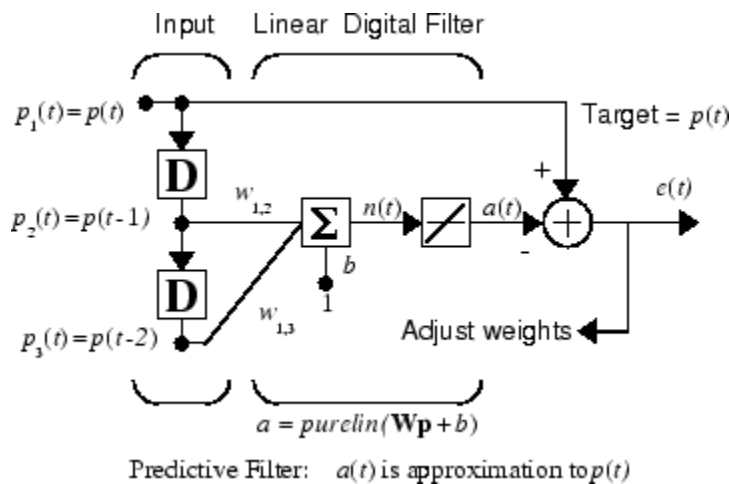 Input Linear Digital Filter
p1(t)=p(t)
Target = p(t)
D
+
e(t)
p2(t)=p(t-1)
w1,2
Σ
n(t)
a(t)
-
+
b
D
1
p3(t)=p(t-2)
w1,3
Adjust weights
a = purelin(Wp+b)
Predictive Filter: a(t) is approximation to p(t)